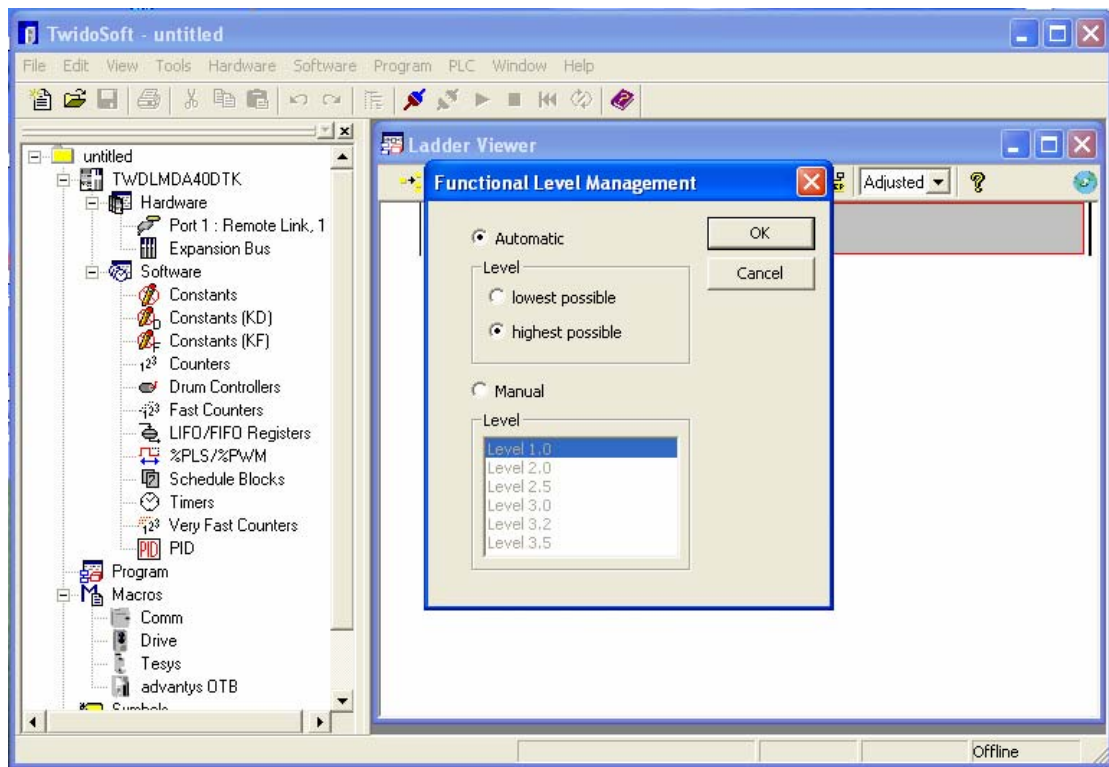 TwidoSoft - untitled
File Edit View Tools Hardware Software Program PLC Window Help
untitled
TWDLMDA40DTK
Hardware
Port 1 : Remote Link, 1
Expansion Bus
Software
Constants
Constants (KD)
Constants (KF)
Counters
Drum Controllers
Fast Counters
LIFO/FIFO Registers
%PLS/%PWM
Schedule Blocks
Timers
Very Fast Counters
PID PID
Program
Macros
Comm
Drive
Tesys
advantys OTB
Symbols
Ladder Viewer
Adjusted
Functional Level Management
Automatic
OK
Cancel
Level
lowest possible
highest possible
Manual
Level
Level 1.0
Level 2.0
Level 2.5
Level 3.0
Level 3.2
Level 3.5
Offline